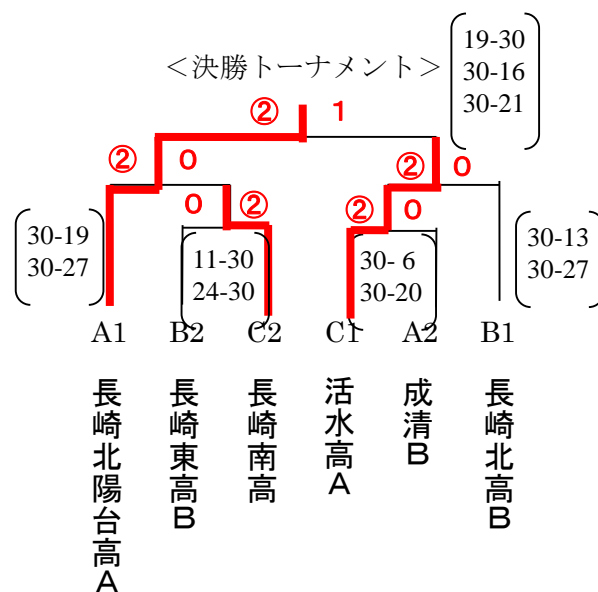 ＜決勝トーナメント＞
19-30
30-16
30-21
② 1
② 0
② 0
0 ②
② 0
30-19
30-27
11-30
24-30
30- 6
30-20
30-13
30-27
A1 B2 C2 C1 A2 B1
長崎北陽台高A
長崎東高B
長崎南高
活水高A
成清B
長崎北高B